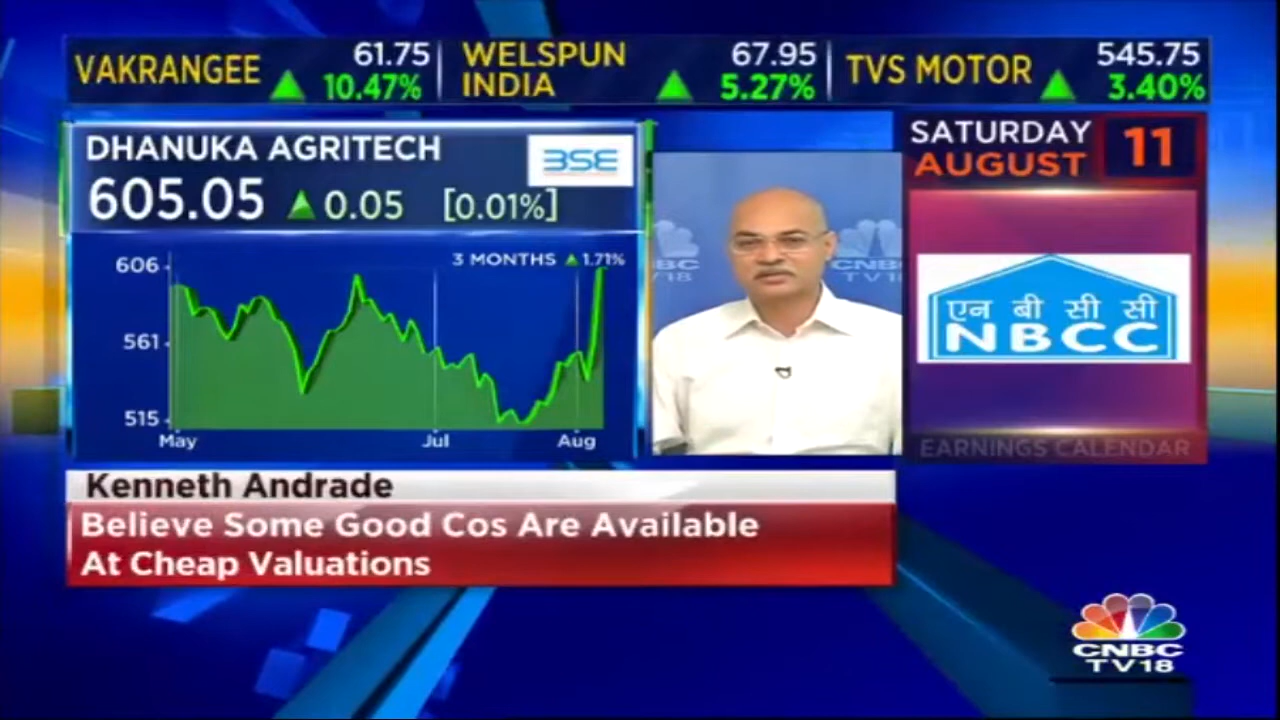 VAKRANGEE
61.75
10.47%
WELSPUN
INDIA
67.95
5.27%
TVS MOTOR
545.75
3.40%
DHANUKA AGRITECH
BSE
605.05 0.05 [0.01%]
3 MONTHS 1.71%
606
561
515
May Jul Aug
SATURDAY
AUGUST
11
एन बी सी सी
NBCC
EARNINGS CALENDAR
Kenneth Andrade
Believe Some Good Cos Are Available
At Cheap Valuations
CNBC
TV18